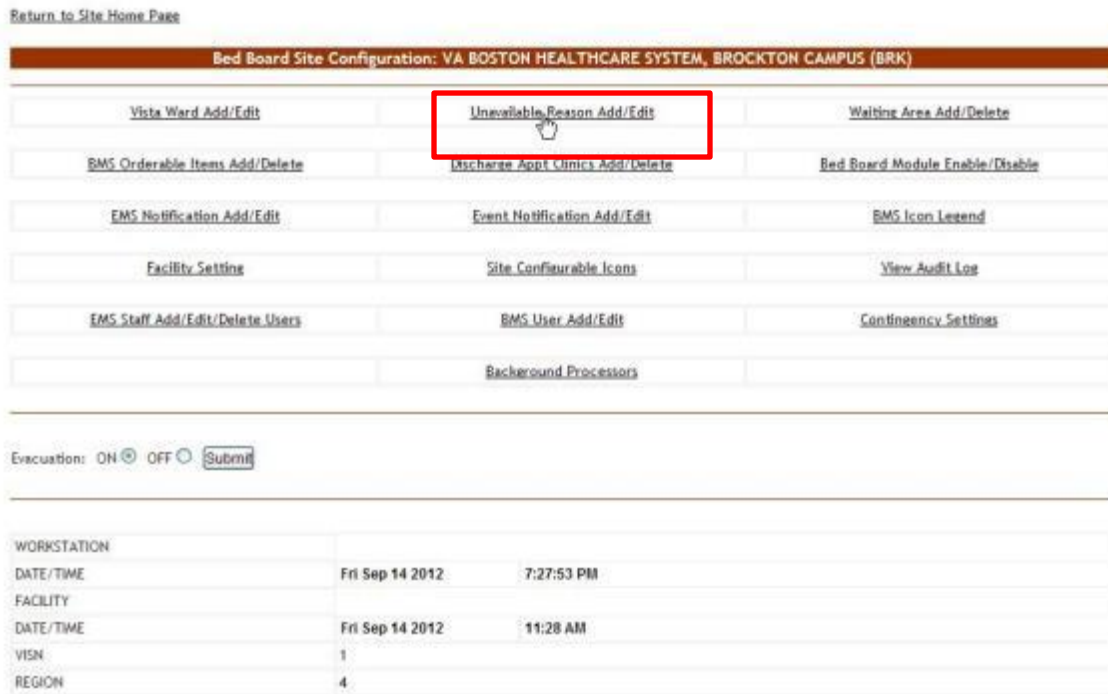 Return to Site Home Page
Bed Board Site Configuration: VA BOSTON HEALTHCARE SYSTEM, BROCKTON CAMPUS (BRK)
Vista Ward Add/Edit Unavailable Reason Add/Edit Waiting Area Add/Delete
BMS Orderable Items Add/Delete Discharge Appt Clinics Add/Delete Bed Board Module Enable/Disable
EMS Notification Add/Edit Event Notification Add/Edit BMS Icon Legend
Facility Setting Site Configurable Icons View Audit Log
EMS Staff Add/Edit/Delete Users BMS User Add/Edit Contingency Settings
Background Processors
Evacuation: ON OFF Submit
WORKSTATION
DATE/TIME Fri Sep 14 2012 7:27:53 PM
FACILITY
DATE/TIME Fri Sep 14 2012 11:28 AM
VISN 1
REGION 4